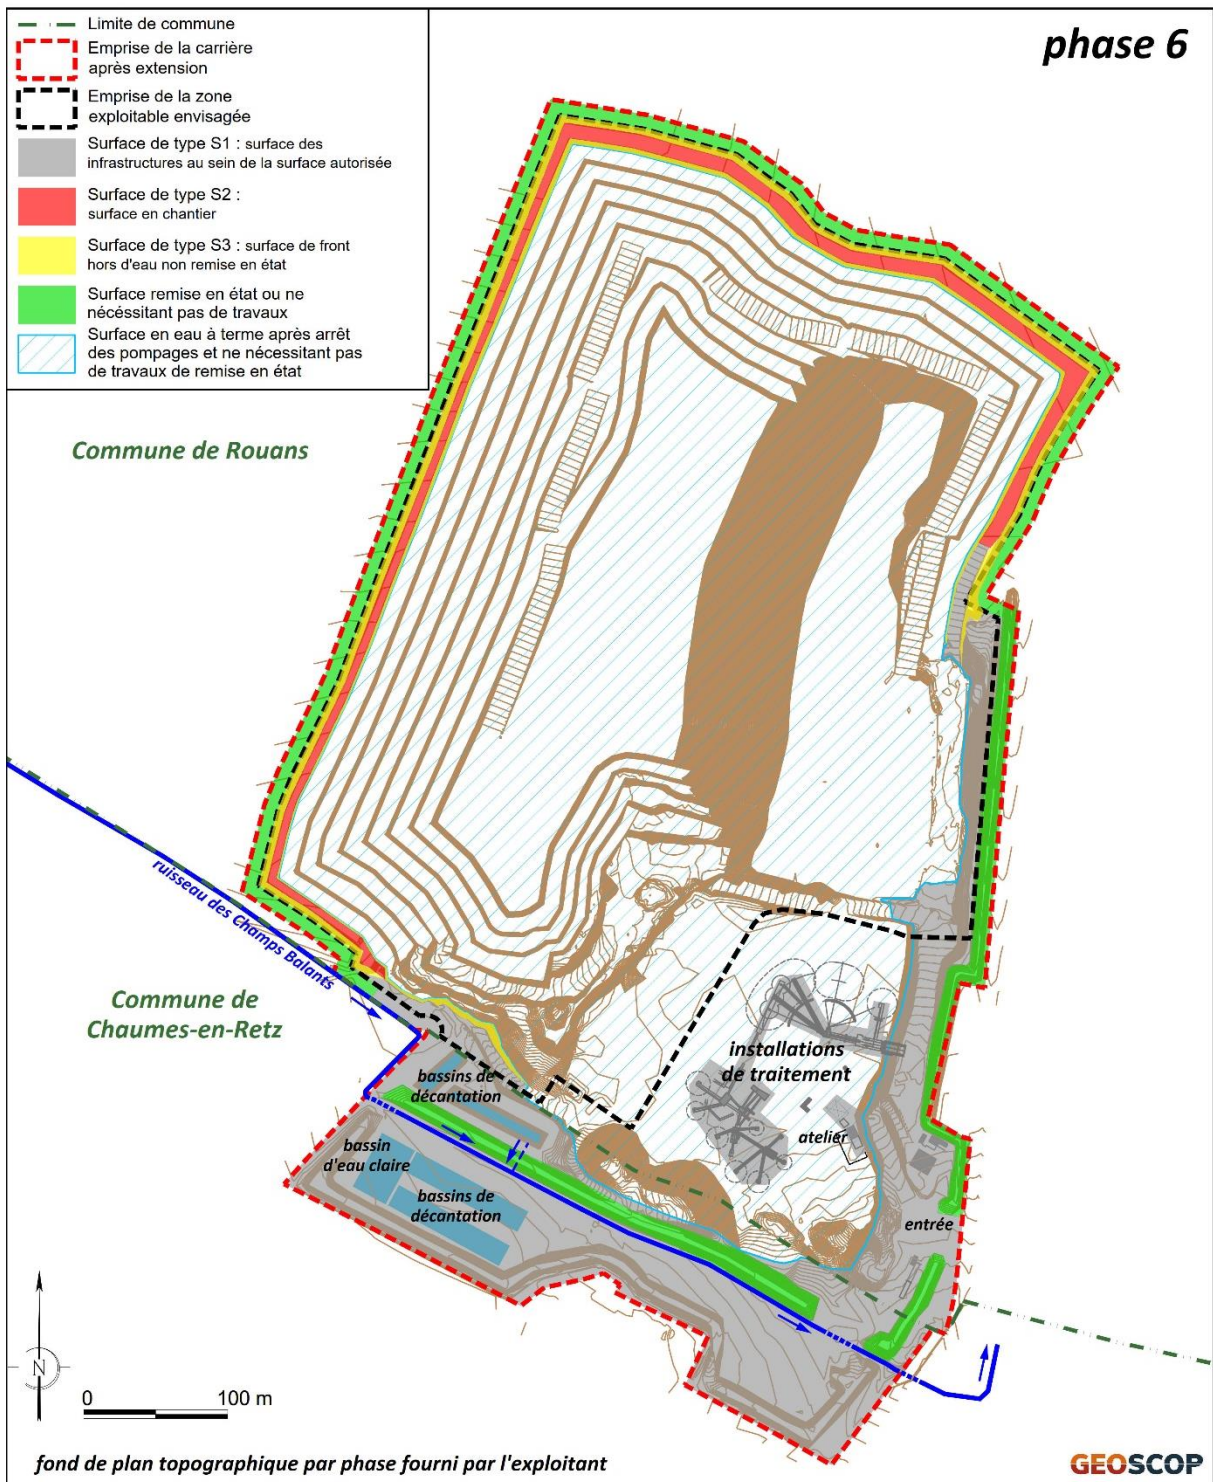 Limite de commune
Emprise de la carrière
après extension
Emprise de la zone
exploitable envisagée
Surface de type S1 : surface des
infrastructures au sein de la surface autorisée
Surface de type S2 :
surface en chantier
Surface de type S3 : surface de front
hors d'eau non remise en état
Surface remise en état ou ne
nécéssitant pas de travaux
Surface en eau à terme après arrêt
des pompages et ne nécessitant pas
de travaux de remise en état
phase 6
Commune de Rouans
ruisseau des Champs Balants
Commune de
Chaumes-en-Retz
installations
de traitement
atelier
bassins de
décantation
bassin
d'eau claire
bassins de
décantation
entrée
N
0 100 m
fond de plan topographique par phase fourni par l'exploitant
GEOSCOP